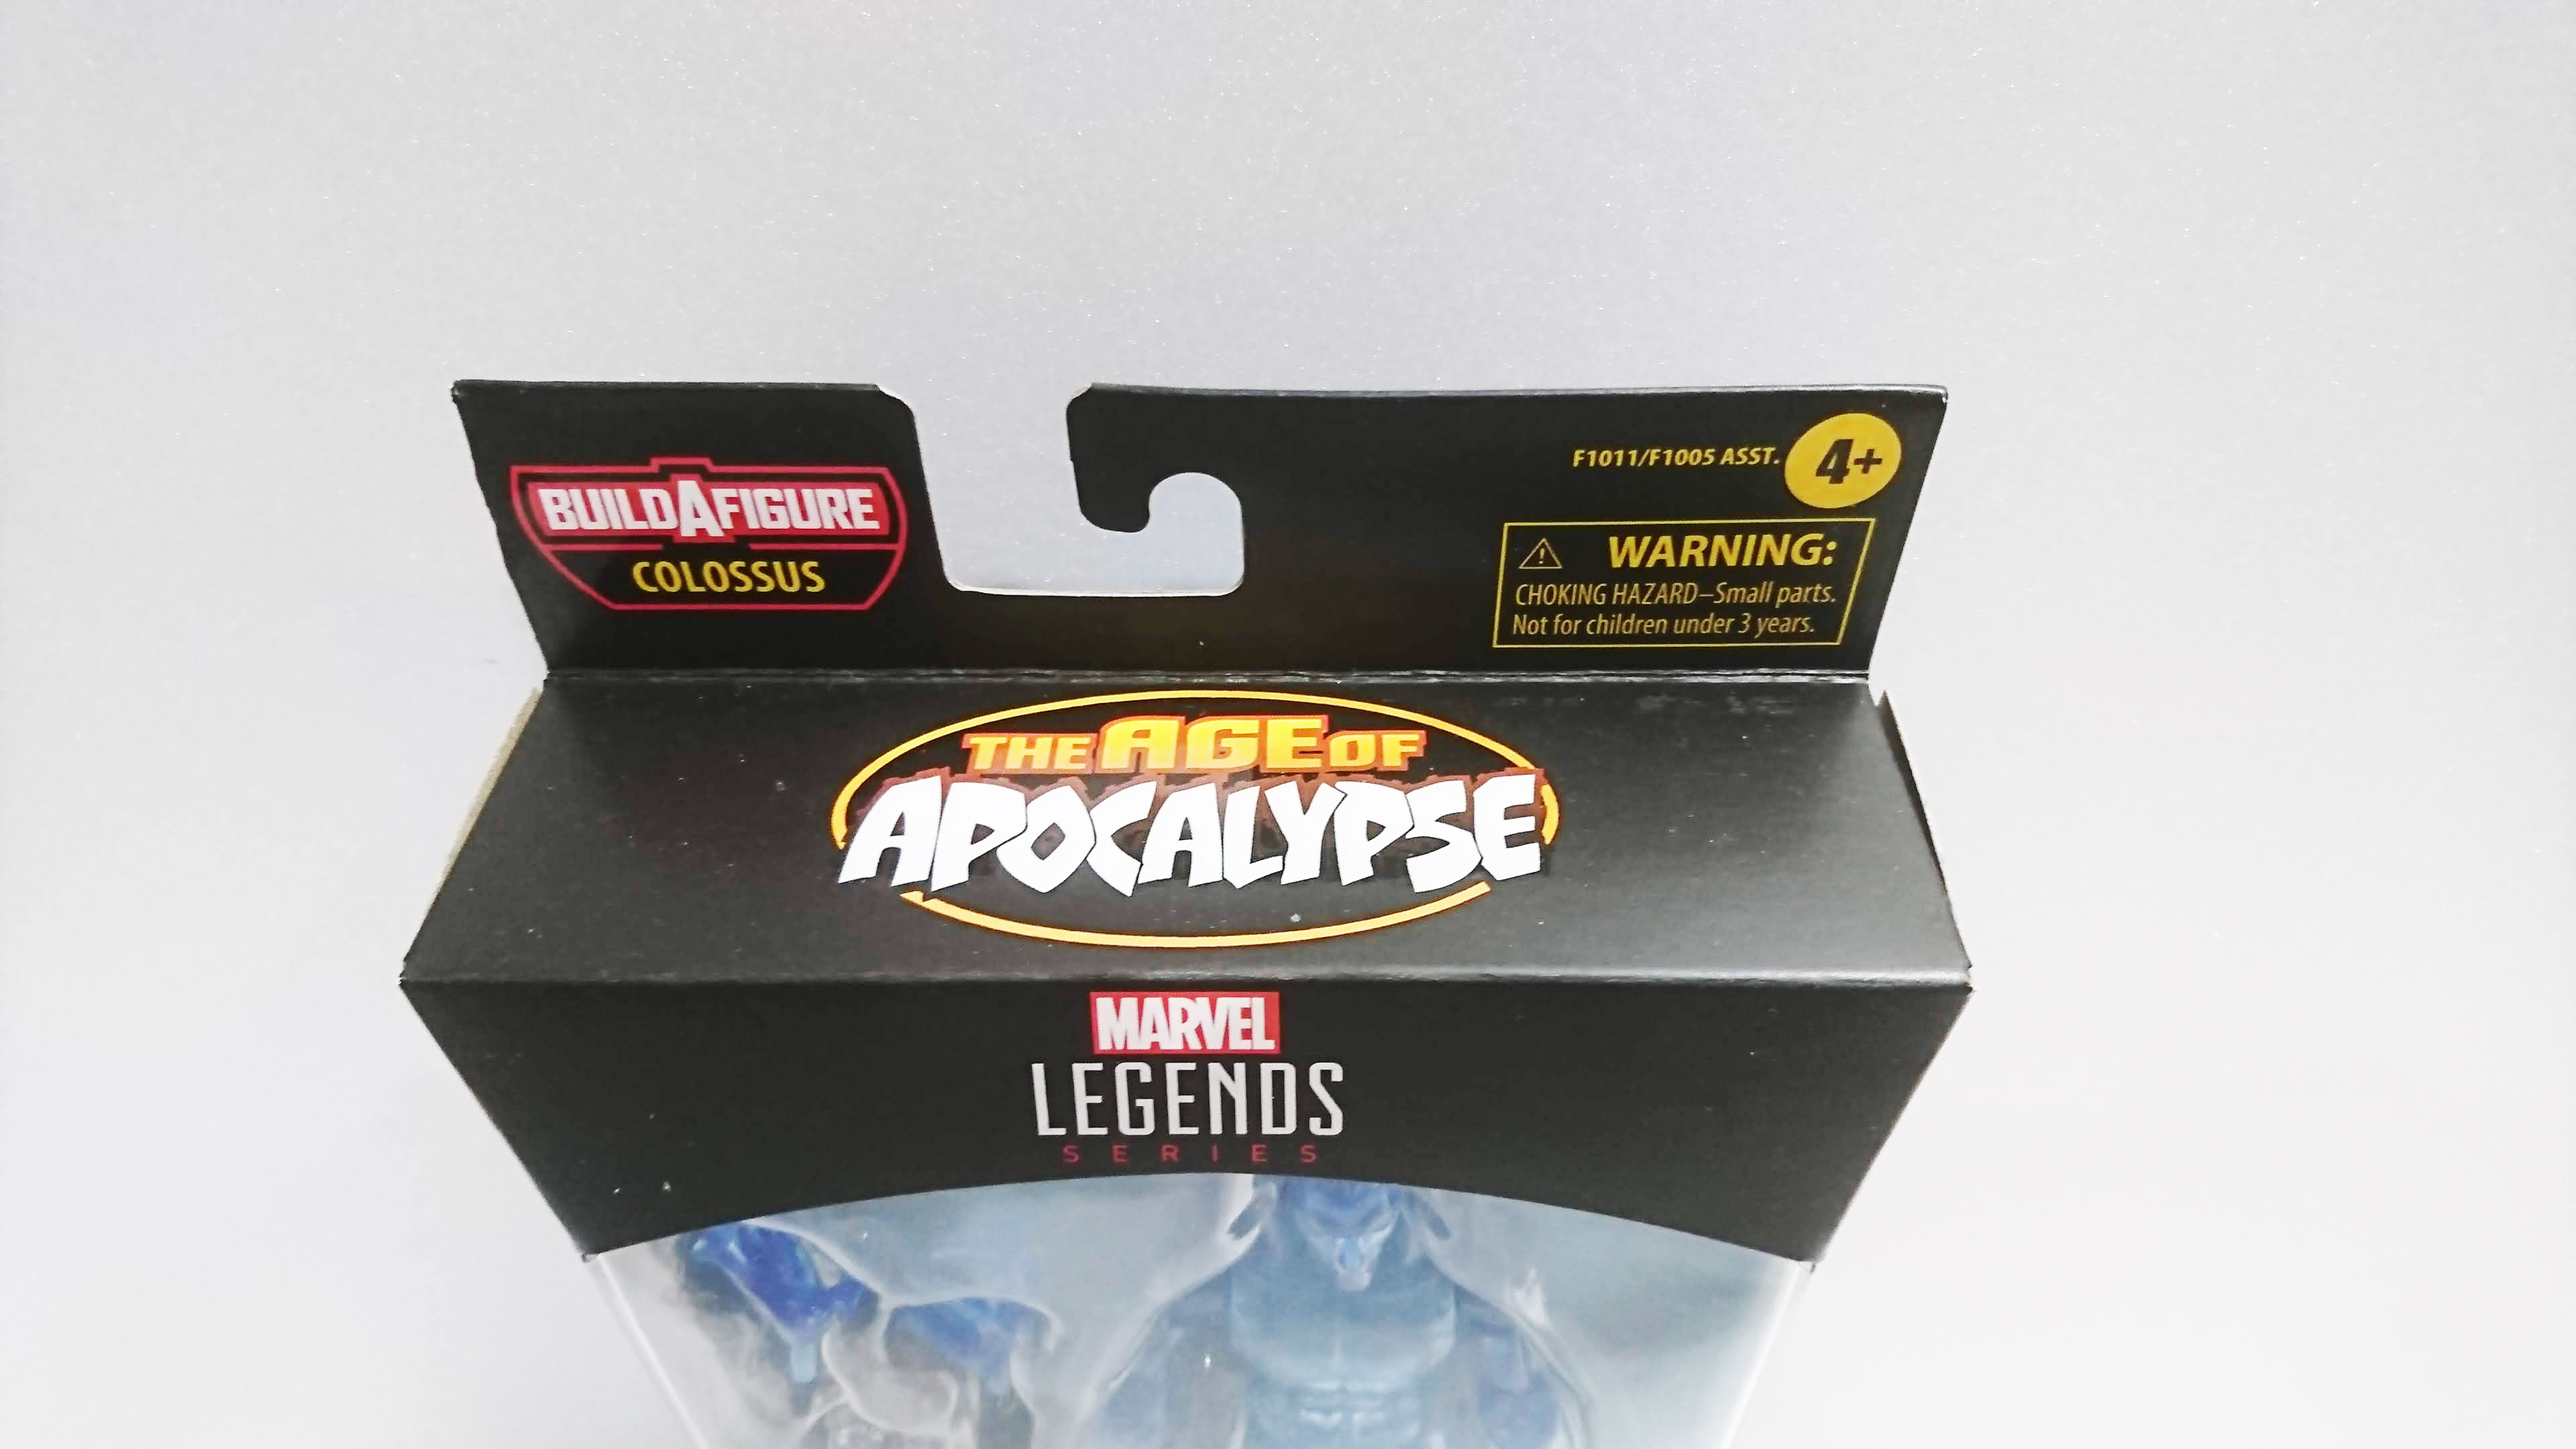 BUILDAFIGURE
COLOSSUS
F1011/F1005 ASST.
4+
WARNING:
CHOKING HAZARD–Small parts.
Not for children under 3 years.
THE AGE OF
APOCALYPSE
MARVEL
LEGENDS
SERIES